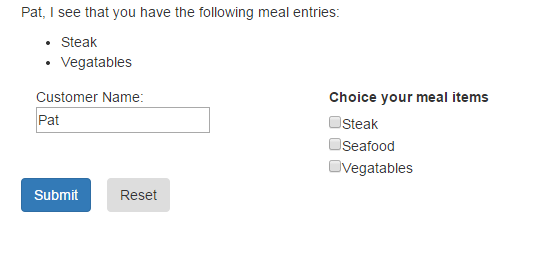 Pat, I see that you have the following meal entries:
Steak
Vegatables
Customer Name:
Pat
Choice your meal items
Steak
Seafood
Vegatables
Submit
Reset